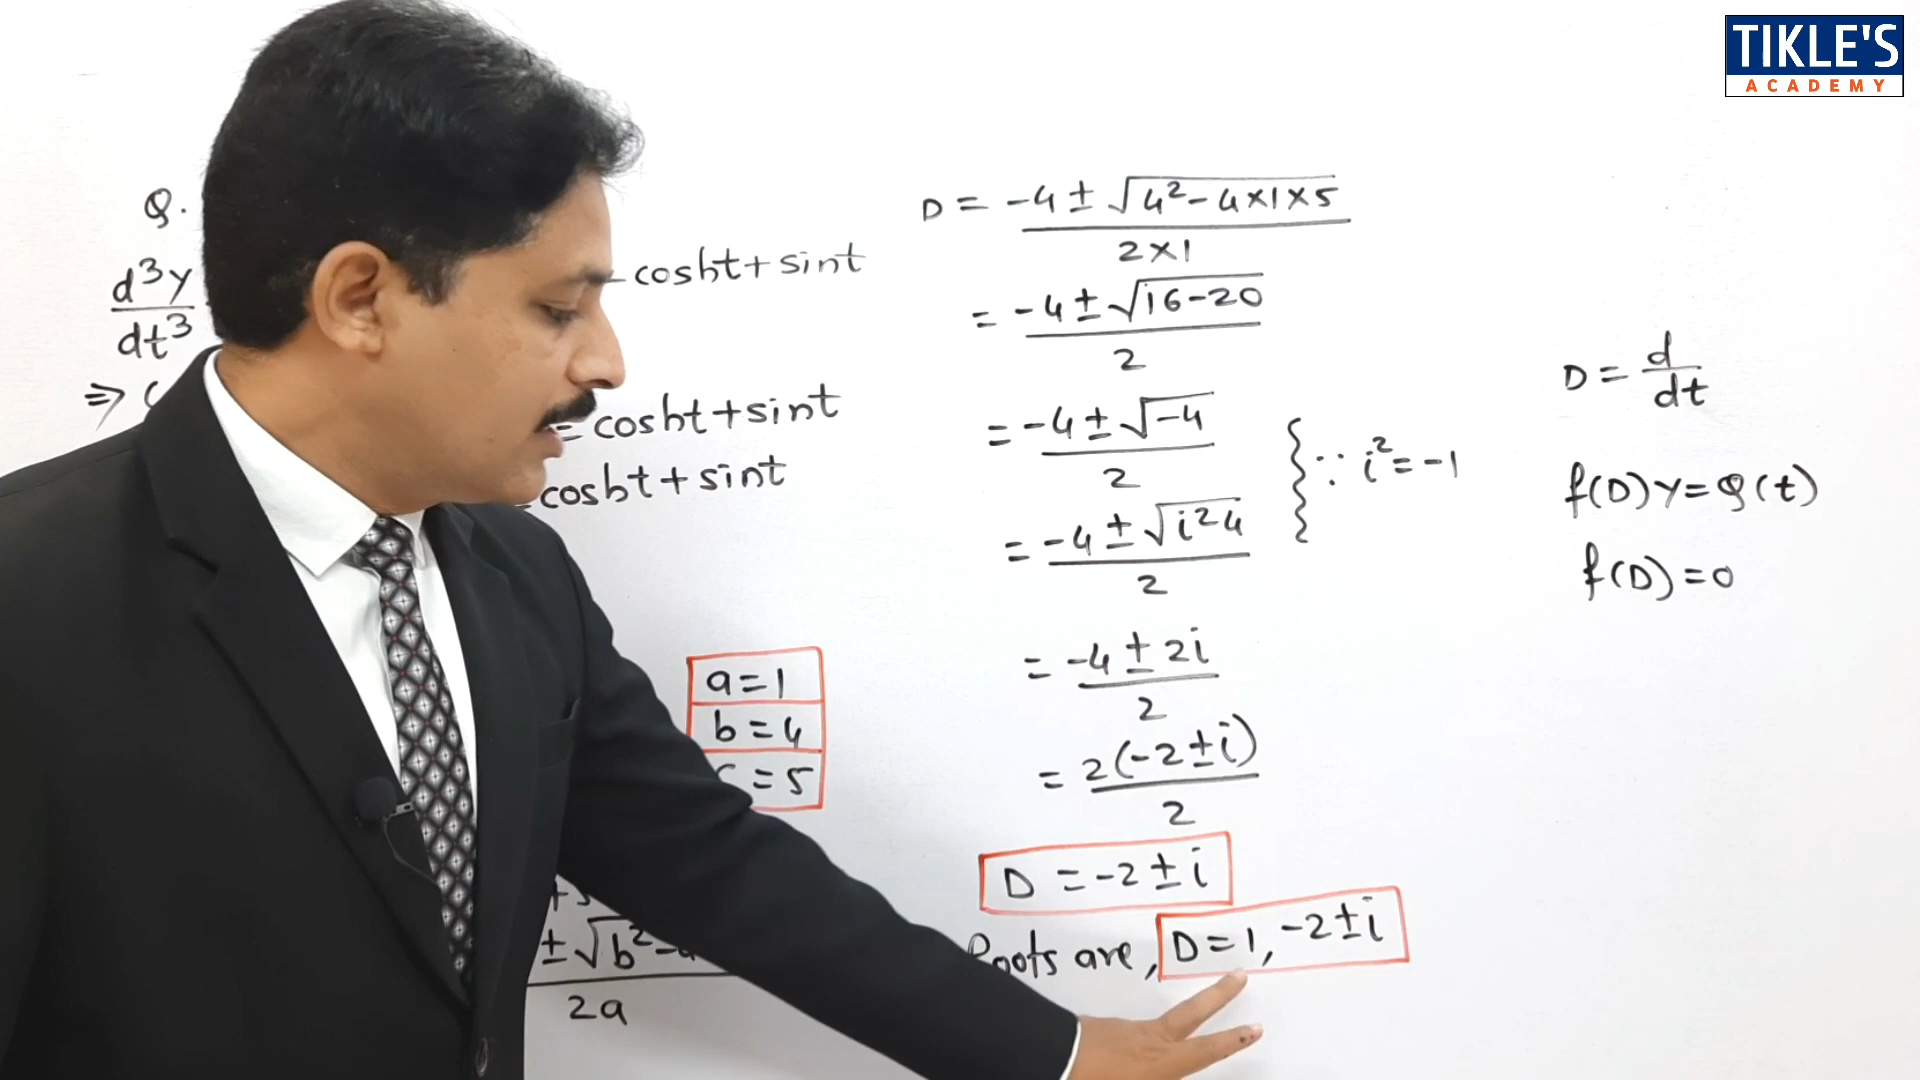 TIKLE'S
ACADEMY
Q.
d³y
dt³
- cosht+sint
⇒ (
= cosht+sint
= cosht+sint
a=1
b=4
c=5
± √b²-4
2a
D = -4 ± √4²-4×1×5
2×1
= -4 ± √16-20
2
= -4 ± √-4
2
{ ∵ i²=-1
= -4 ± √i²4
2
= -4 ± 2i
2
= 2(-2±i)
2
D = -2 ± i
Roots are, D=1, -2±i
D = d
dt
f(D)y=Q(t)
f(D)=0